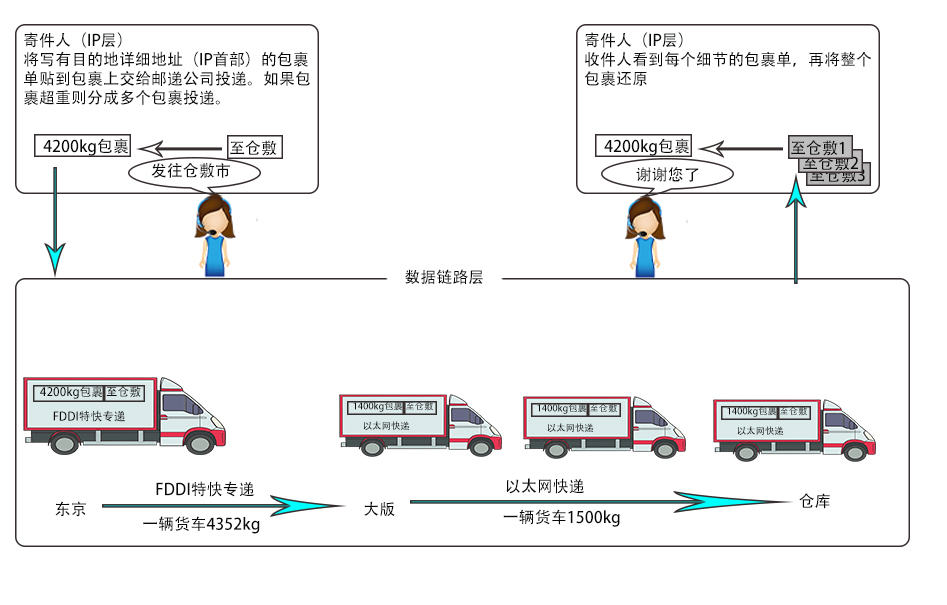 寄件人（IP层）
将写有目的地详细地址（IP首部）的包裹
单贴到包裹上交给邮递公司投递。如果包
裹超重则分成多个包裹投递。
4200kg包裹
至仓敷
发往仓敷市
寄件人（IP层）
收件人看到每个细节的包裹单，再将整个
包裹还原
4200kg包裹
至仓敷1
至仓敷2
至仓敷3
谢谢您了
数据链路层
4200kg包裹
至仓敷
FDDI特快专递
1400kg包裹
至仓敷
以太网快递
1400kg包裹
至仓敷
以太网快递
1400kg包裹
至仓敷
以太网快递
东京
FDDI特快专递
一辆货车4352kg
大版
以太网快递
一辆货车1500kg
仓库